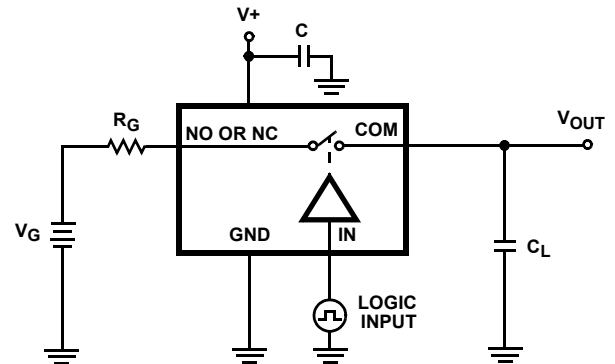 V+
C
RG
NO OR NC
COM
VOUT
VG
GND
IN
CL
LOGIC
INPUT